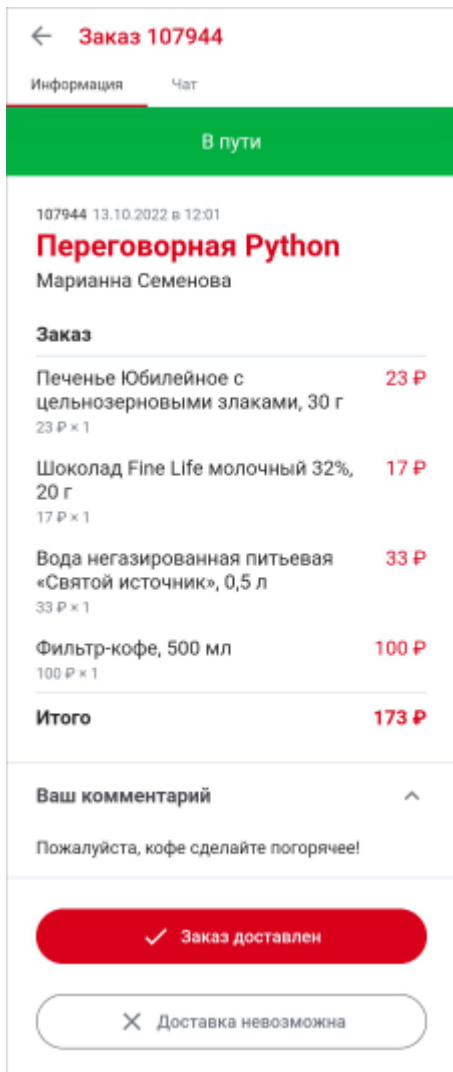 Заказ 107944
Информация Чат
В пути
107944 13.10.2022 в 12:01
Переговорная Python
Марианна Семенова
Заказ
Печенье Юбилейное с 23 ₽
цельнозерновыми злаками, 30 г
23 ₽ × 1
Шоколад Fine Life молочный 32%, 17 ₽
20 г
17 ₽ × 1
Вода негазированная питьевая 33 ₽
«Святой источник», 0,5 л
33 ₽ × 1
Фильтр-кофе, 500 мл 100 ₽
100 ₽ × 1
Итого 173 ₽
Ваш комментарий
Пожалуйста, кофе сделайте погорячее!
Заказ доставлен
Доставка невозможна